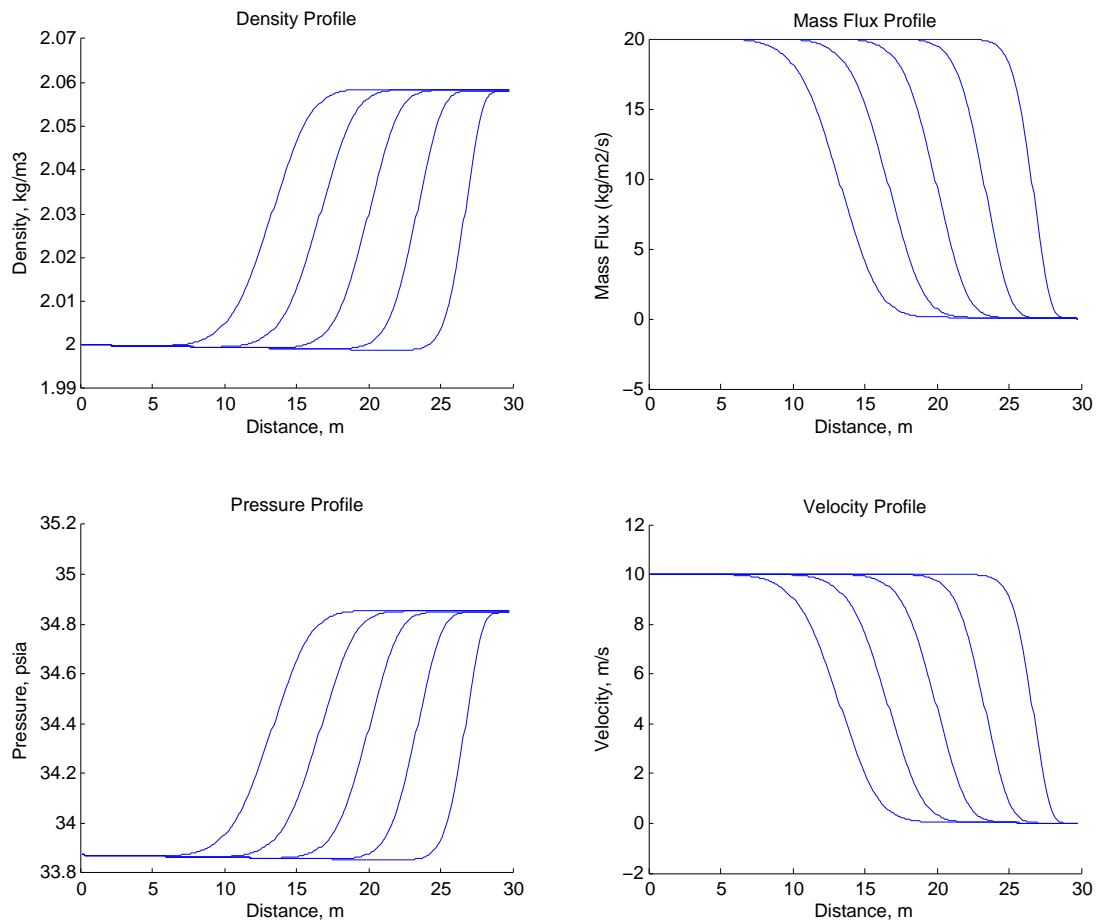 Density Profile
2.07
2.06
2.05
2.04
2.03
2.02
2.01
2
1.99
Density, kg/m3
0 5 10 15 20 25 30
Distance, m
Mass Flux Profile
20
15
10
5
0
−5
Mass Flux (kg/m2/s)
0 5 10 15 20 25 30
Distance, m
Pressure Profile
35.2
35
34.8
34.6
34.4
34.2
34
33.8
Pressure, psia
0 5 10 15 20 25 30
Distance, m
Velocity Profile
12
10
8
6
4
2
0
−2
Velocity, m/s
0 5 10 15 20 25 30
Distance, m